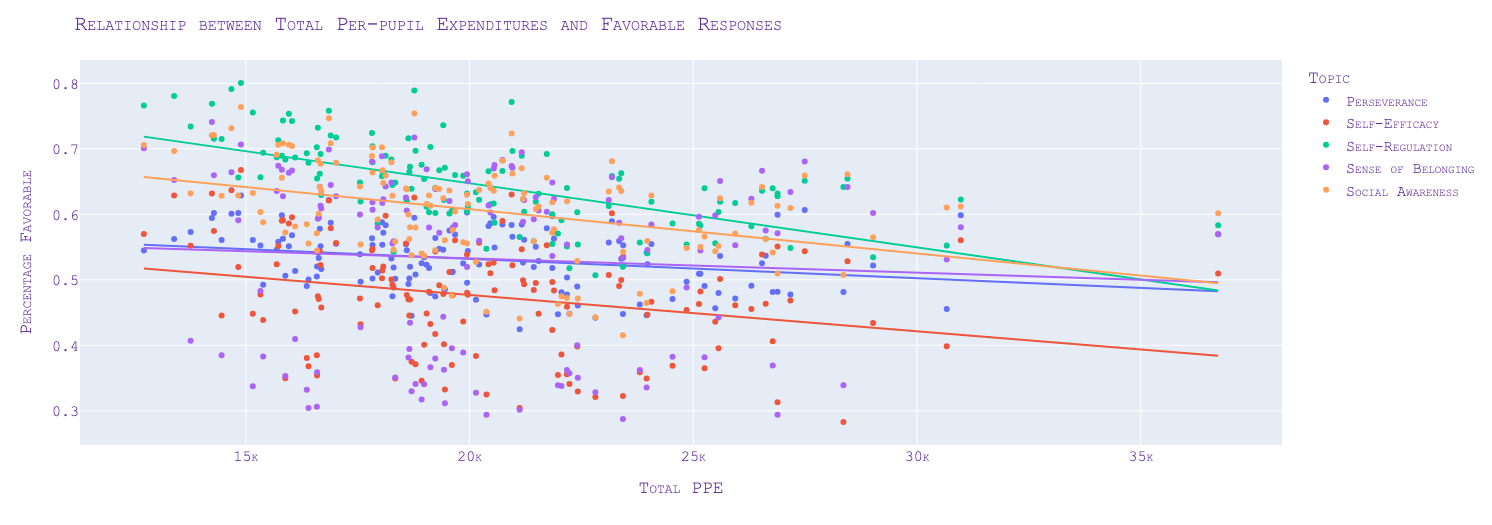 Relationship between Total Per-pupil Expenditures and Favorable Responses
Percentage Favorable
0.8
0.7
0.6
0.5
0.4
0.3
15k
20k
25k
30k
35k
Total PPE
Topic
Perseverance
Self-Efficacy
Self-Regulation
Sense of Belonging
Social Awareness